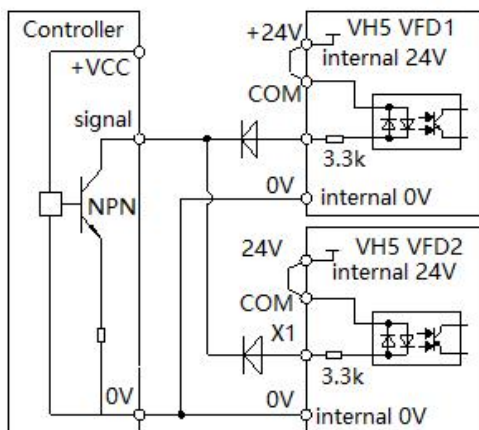 Controller
+VCC
signal
NPN
0V
+24V
VH5 VFD1
internal 24V
COM
3.3k
0V
internal 0V
24V
VH5 VFD2
internal 24V
COM
X1
3.3k
0V
internal 0V